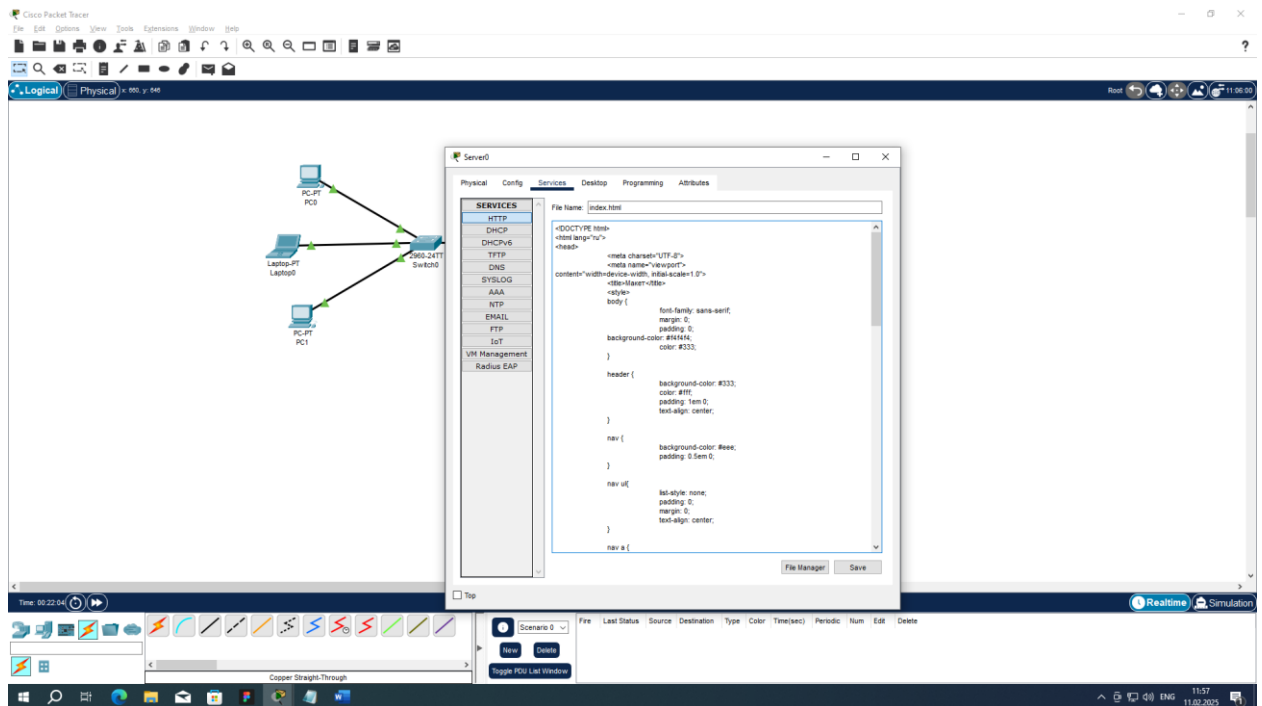 Cisco Packet Tracer
File Edit Options View Tools Extensions Window Help
?
Logical Physical x: 660, y: 646 Root 11:06:00
PC-PT
PC0
Laptop-PT
Laptop0
PC-PT
PC1
2960-24TT
Switch0
Server0
Physical Config Services Desktop Programming Attributes
SERVICES
HTTP
DHCP
DHCPv6
TFTP
DNS
SYSLOG
AAA
NTP
EMAIL
FTP
IoT
VM Management
Radius EAP
File Name: index.html
<!DOCTYPE html>
<html lang="ru">
<head>
<meta charset="UTF-8">
<meta name="viewport">
content="width=device-width, initial-scale=1.0">
<title>Макет</title>
<style>
body {
font-family: sans-serif;
margin: 0;
padding: 0;
background-color: #f4f4f4;
color: #333;
}
header {
background-color: #333;
color: #fff;
padding: 1em 0;
text-align: center;
}
nav {
background-color: #eee;
padding: 0.5em 0;
}
nav ul{
list-style: none;
padding: 0;
margin: 0;
text-align: center;
}
nav a {
File Manager Save
Top
Time: 00:22:04 Realtime Simulation
Scenario 0
New Delete
Toggle PDU List Window
Fire Last Status Source Destination Type Color Time(sec) Periodic Num Edit Delete
Copper Straight-Through
ENG 11:57
11.02.2025